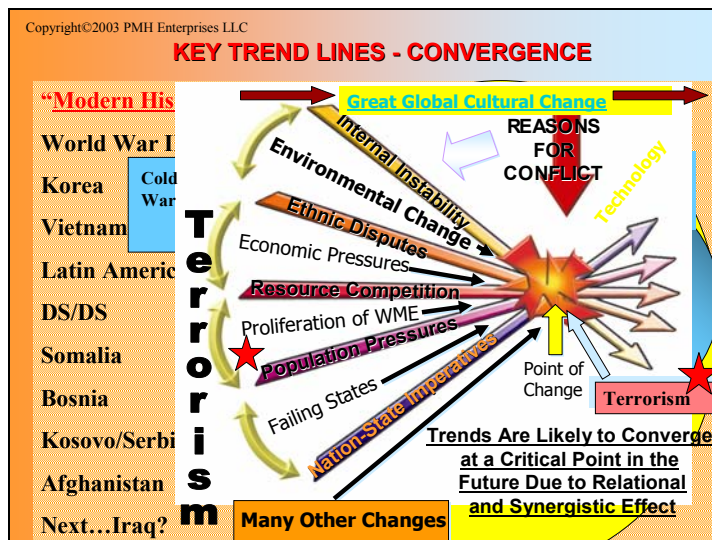 Copyright©2003 PMH Enterprises LLC
KEY TREND LINES - CONVERGENCE
"Modern His
World War I
Korea
Vietnam
Latin Americ
DS/DS
Somalia
Bosnia
Kosovo/Serbi
Afghanistan
Next…Iraq?
Cold
War
Terrorism
Great Global Cultural Change
REASONS
FOR
CONFLICT
Technology
Internal Instability
Environmental Change
Ethnic Disputes
Economic Pressures
Resource Competition
Proliferation of WME
Population Pressures
Failing States
Nation-State Imperatives
Point of
Change
Terrorism
Trends Are Likely to Converge
at a Critical Point in the
Future Due to Relational
and Synergistic Effect
Many Other Changes